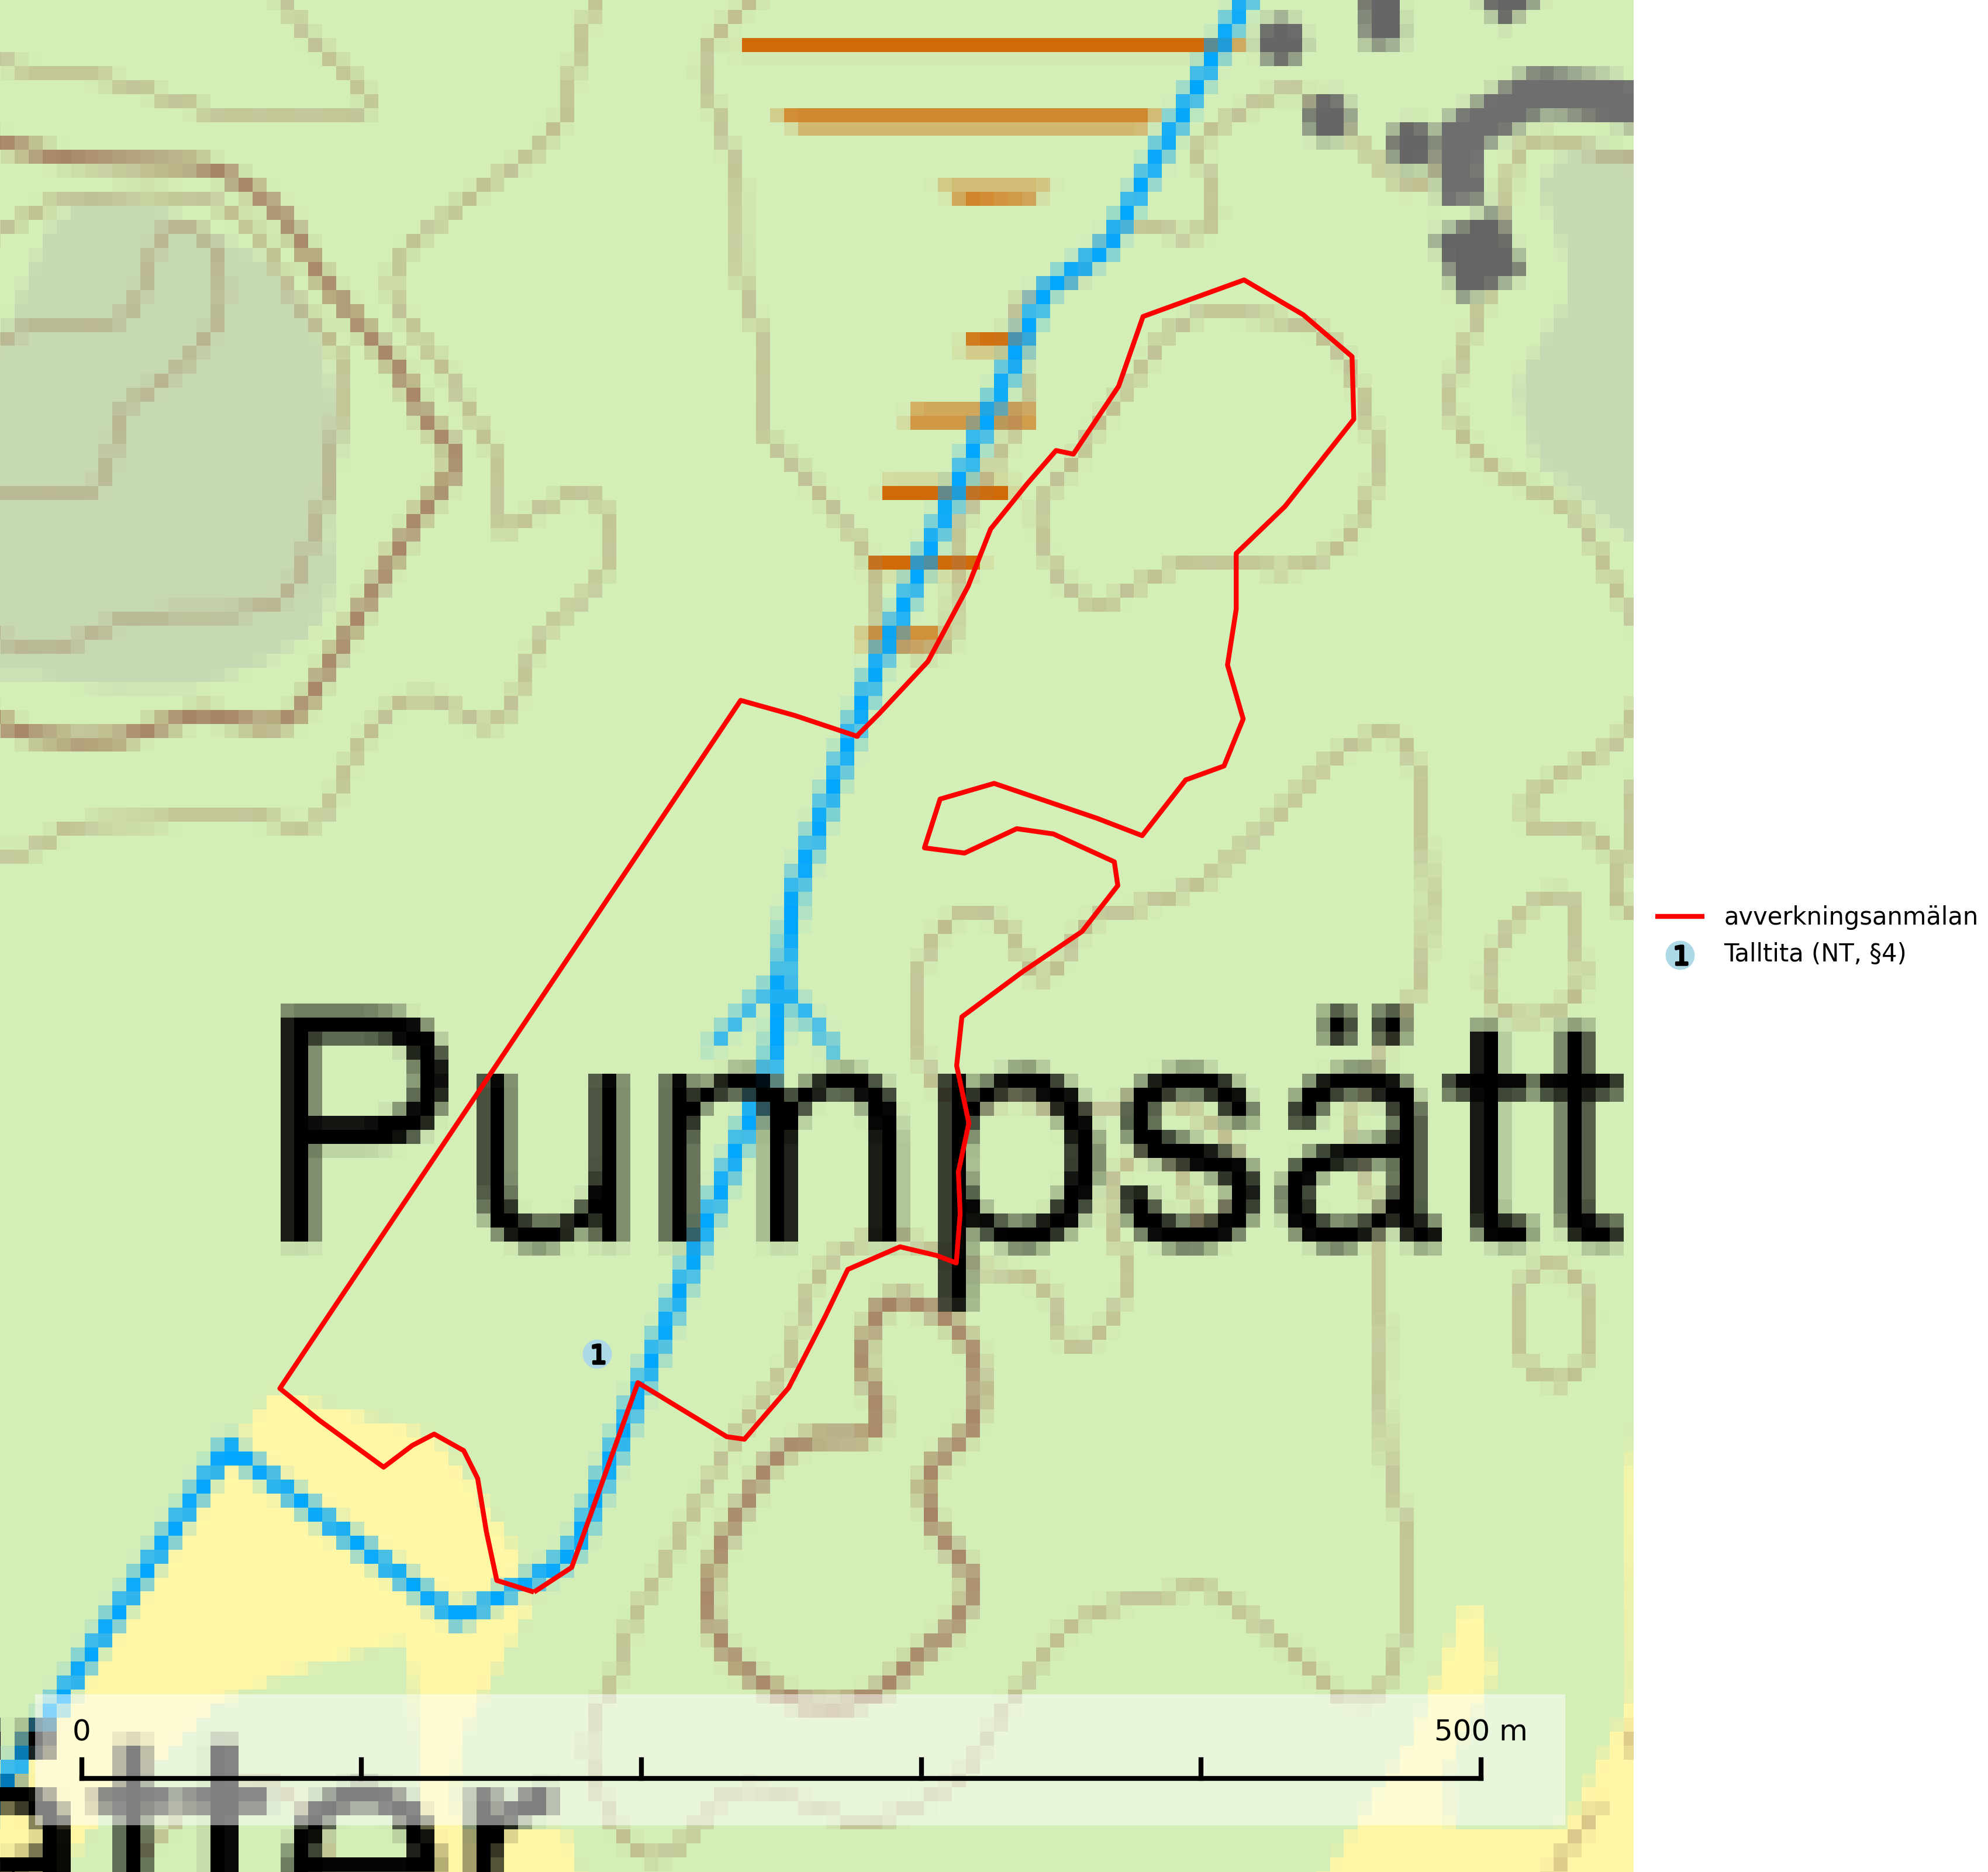 Pumpsätt
1
0
500 m
avverkningsanmälan
1 Talltita (NT, §4)